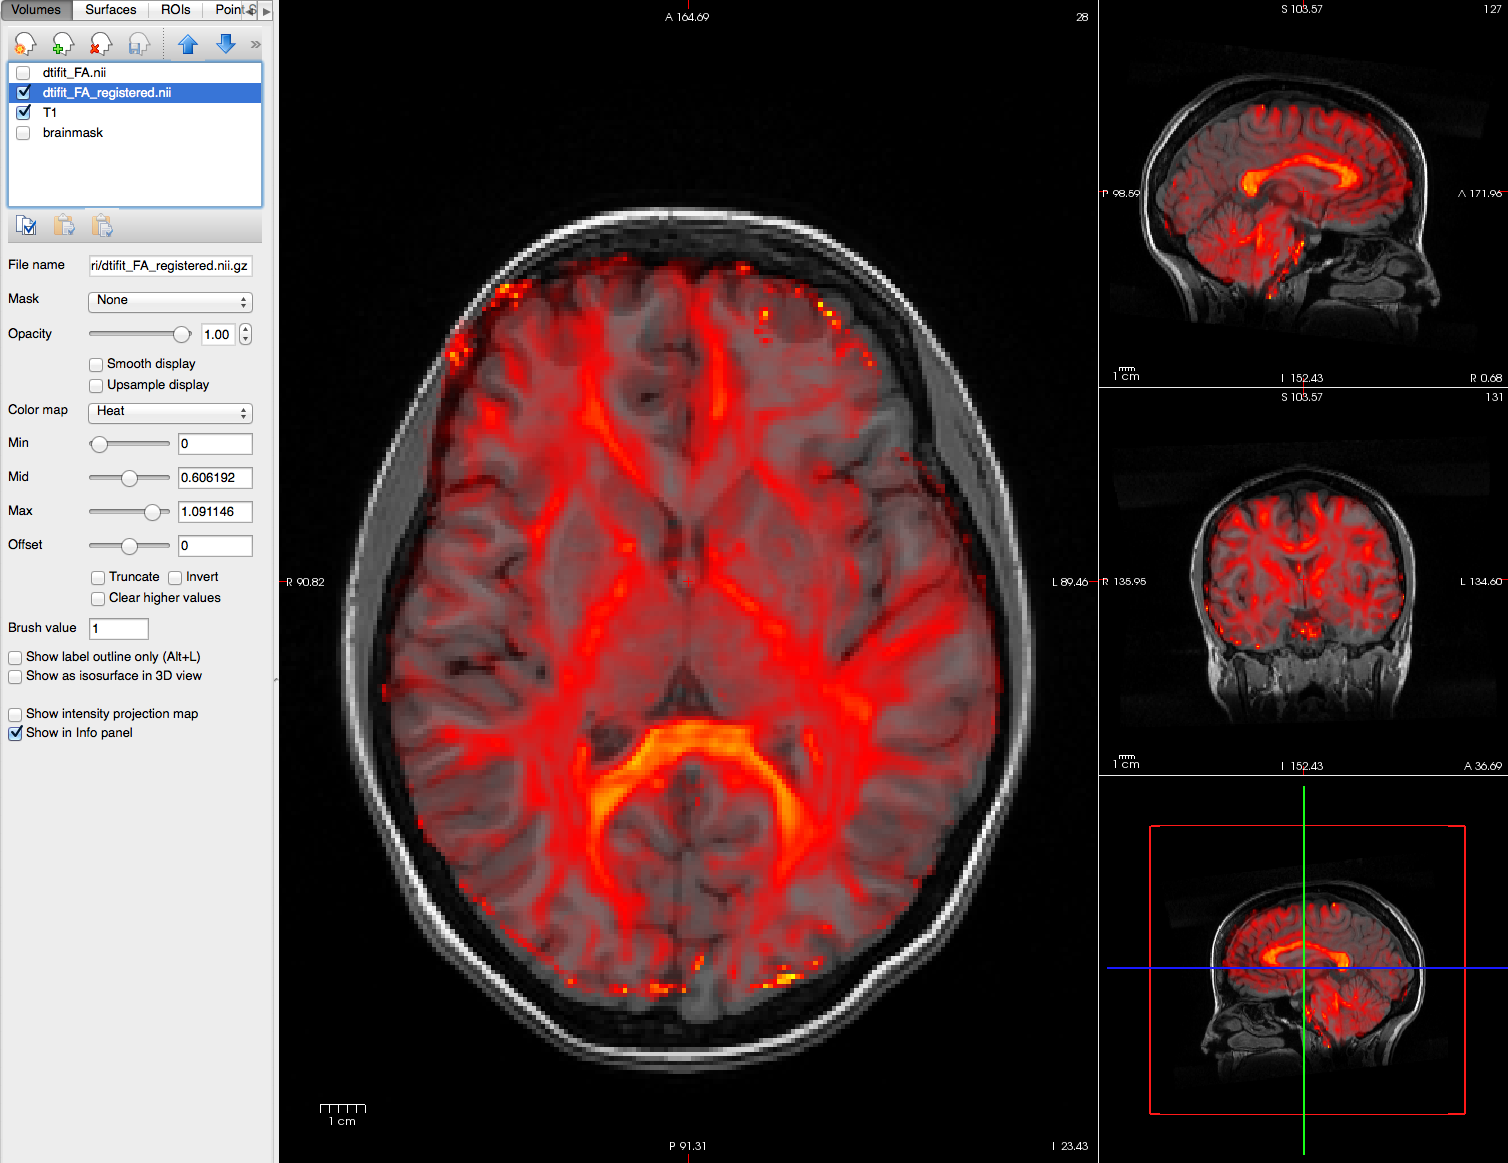 Volumes Surfaces ROIs Point S
dtifit_FA.nii
dtifit_FA_registered.nii
T1
brainmask
File name ri/dtifit_FA_registered.nii.gz
Mask None
Opacity 1.00
Smooth display
Upsample display
Color map Heat
Min 0
Mid 0.606192
Max 1.091146
Offset 0
Truncate Invert
Clear higher values
Brush value 1
Show label outline only (Alt+L)
Show as isosurface in 3D view
Show intensity projection map
Show in Info panel
A 164.69
28
R 90.82
L 89.46
1 cm
P 91.31
I 23.43
S 103.57
127
P 98.59
A 171.96
1 cm
I 152.43
R 0.68
S 103.57
131
R 135.95
L 134.60
1 cm
I 152.43
A 36.69